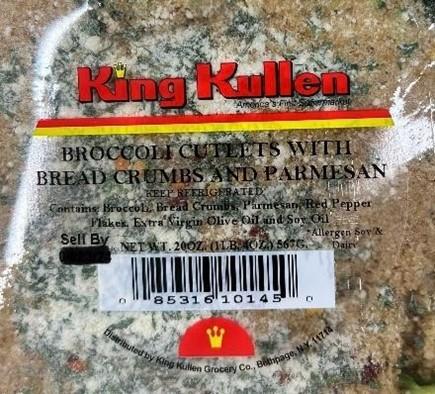 King Kullen
America's First Supermarket
BROCCOLI CUTLETS WITH
BREAD CRUMBS AND PARMESAN
KEEP REFRIGERATED
Contains: Broccoli, Bread Crumbs, Parmesan, Red Pepper
Flakes, Extra Virgin Olive Oil and Soy Oil
*Allergen Soy &
Dairy
Sell By
NET WT. 20OZ. (1LB. 4OZ.) 567G.
0 85316 10145 0
Distributed by King Kullen Grocery Co., Bethpage, N.Y. 11714